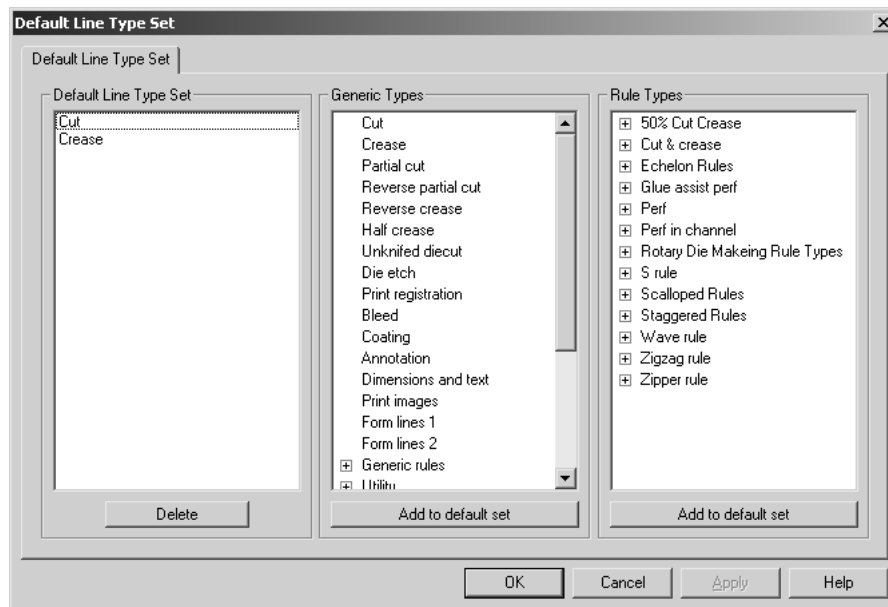 Default Line Type Set
Default Line Type Set
Default Line Type Set
Cut
Crease
Delete
Generic Types
Cut
Crease
Partial cut
Reverse partial cut
Reverse crease
Half crease
Unknifed diecut
Die etch
Print registration
Bleed
Coating
Annotation
Dimensions and text
Print images
Form lines 1
Form lines 2
Generic rules
Utility
Add to default set
Rule Types
50% Cut Crease
Cut & crease
Echelon Rules
Glue assist perf
Perf
Perf in channel
Rotary Die Makeing Rule Types
S rule
Scalloped Rules
Staggered Rules
Wave rule
Zigzag rule
Zipper rule
Add to default set
OK
Cancel
Apply
Help